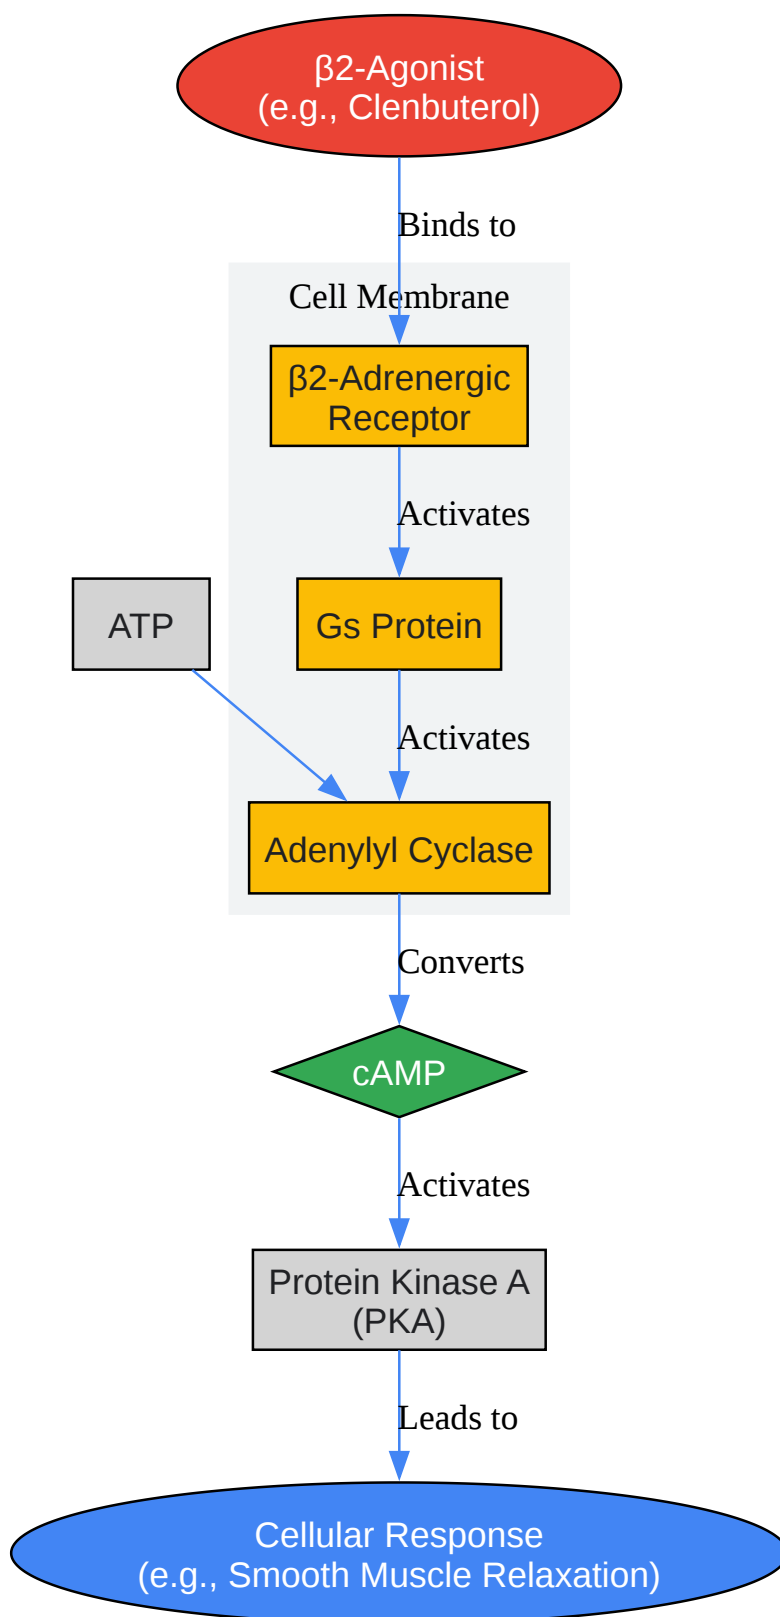 β2-Agonist
(e.g., Clenbuterol)
Binds to
Cell Membrane
β2-Adrenergic
Receptor
Activates
ATP
Gs Protein
Activates
Adenylyl Cyclase
Converts
cAMP
Activates
Protein Kinase A
(PKA)
Leads to
Cellular Response
(e.g., Smooth Muscle Relaxation)